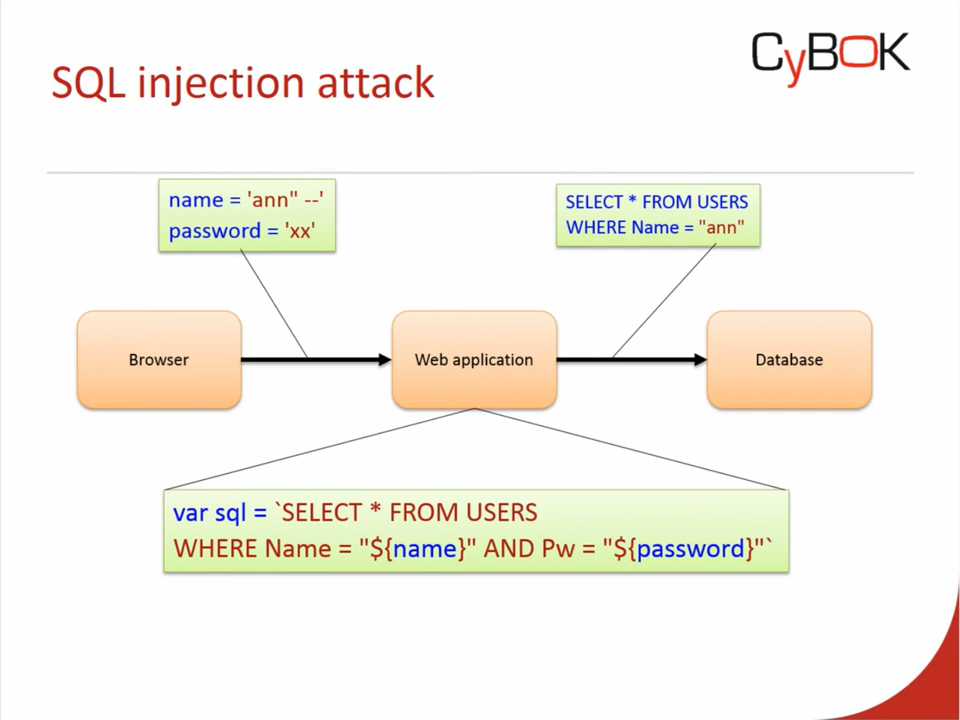 CyBOK
SQL injection attack
name = 'ann" --'
password = 'xx'
SELECT * FROM USERS
WHERE Name = "ann"
Browser
Web application
Database
var sql = `SELECT * FROM USERS
WHERE Name = "${name}" AND Pw = "${password}"`